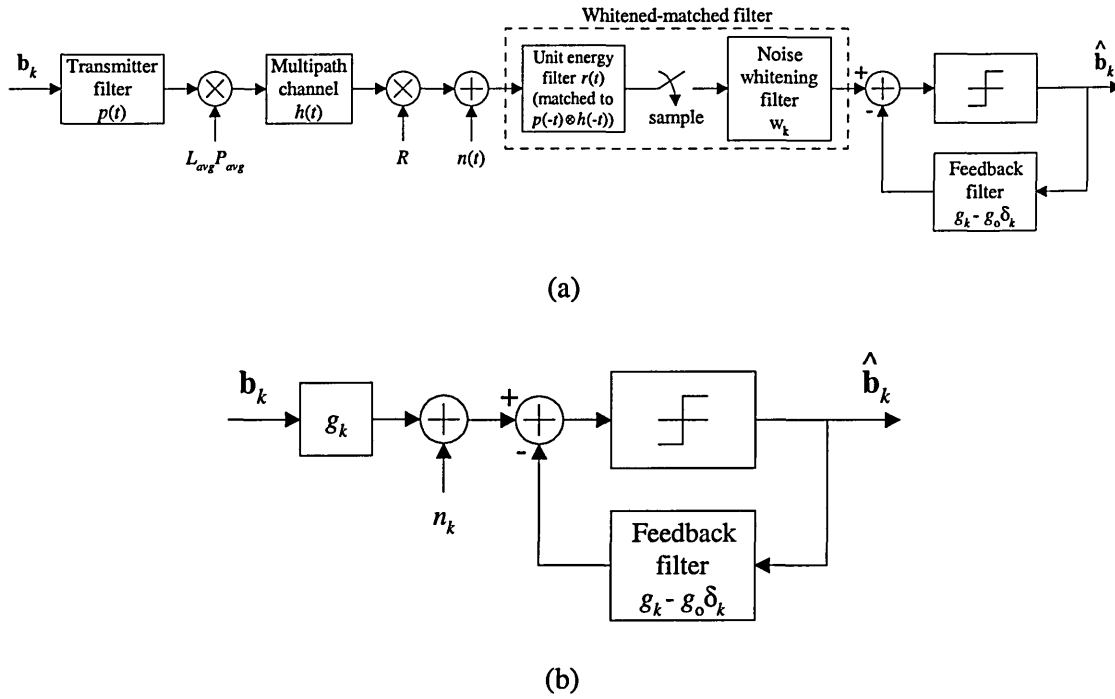 Whitened-matched filter
b_k
Transmitter
filter
p(t)
L_avg P_avg
Multipath
channel
h(t)
R
n(t)
Unit energy
filter r(t)
(matched to
p(-t)⊗h(-t))
sample
Noise
whitening
filter
w_k
+
-
b̂_k
Feedback
filter
g_k - g_o δ_k
(a)
b_k
g_k
n_k
+
-
b̂_k
Feedback
filter
g_k - g_o δ_k
(b)